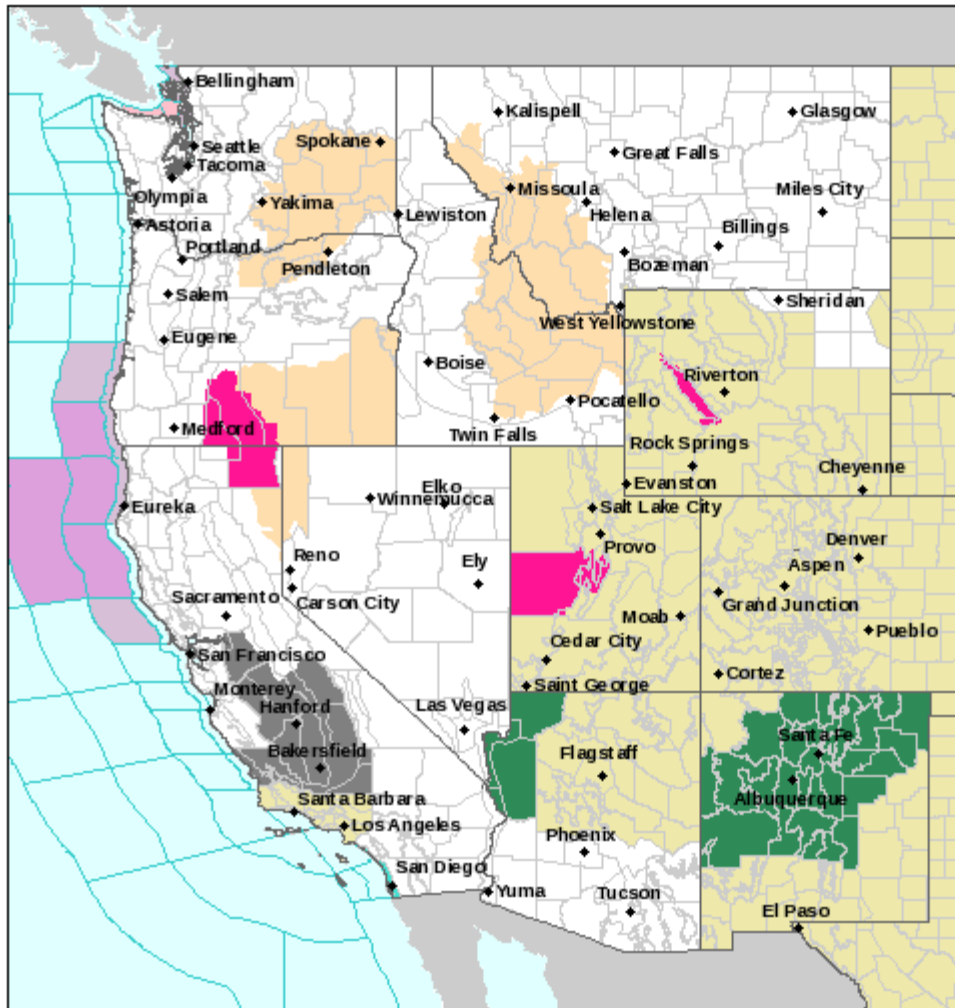 Bellingham
Kalispell
Glasgow
Seattle
Spokane
Great Falls
Tacoma
Missoula
Miles City
Olympia
Yakima
Lewiston
Helena
Astoria
Billings
Portland
Pendleton
Bozeman
Salem
Sheridan
West Yellowstone
Eugene
Boise
Riverton
Pocatello
Medford
Twin Falls
Rock Springs
Cheyenne
Elko
Evanston
Winnemucca
Eureka
Salt Lake City
Provo
Denver
Reno
Ely
Aspen
Sacramento
Carson City
Grand Junction
Moab
Pueblo
Cedar City
San Francisco
Cortez
Saint George
Monterey
Hanford
Las Vegas
Santa Fe
Bakersfield
Flagstaff
Albuquerque
Santa Barbara
Los Angeles
Phoenix
San Diego
Yuma
Tucson
El Paso